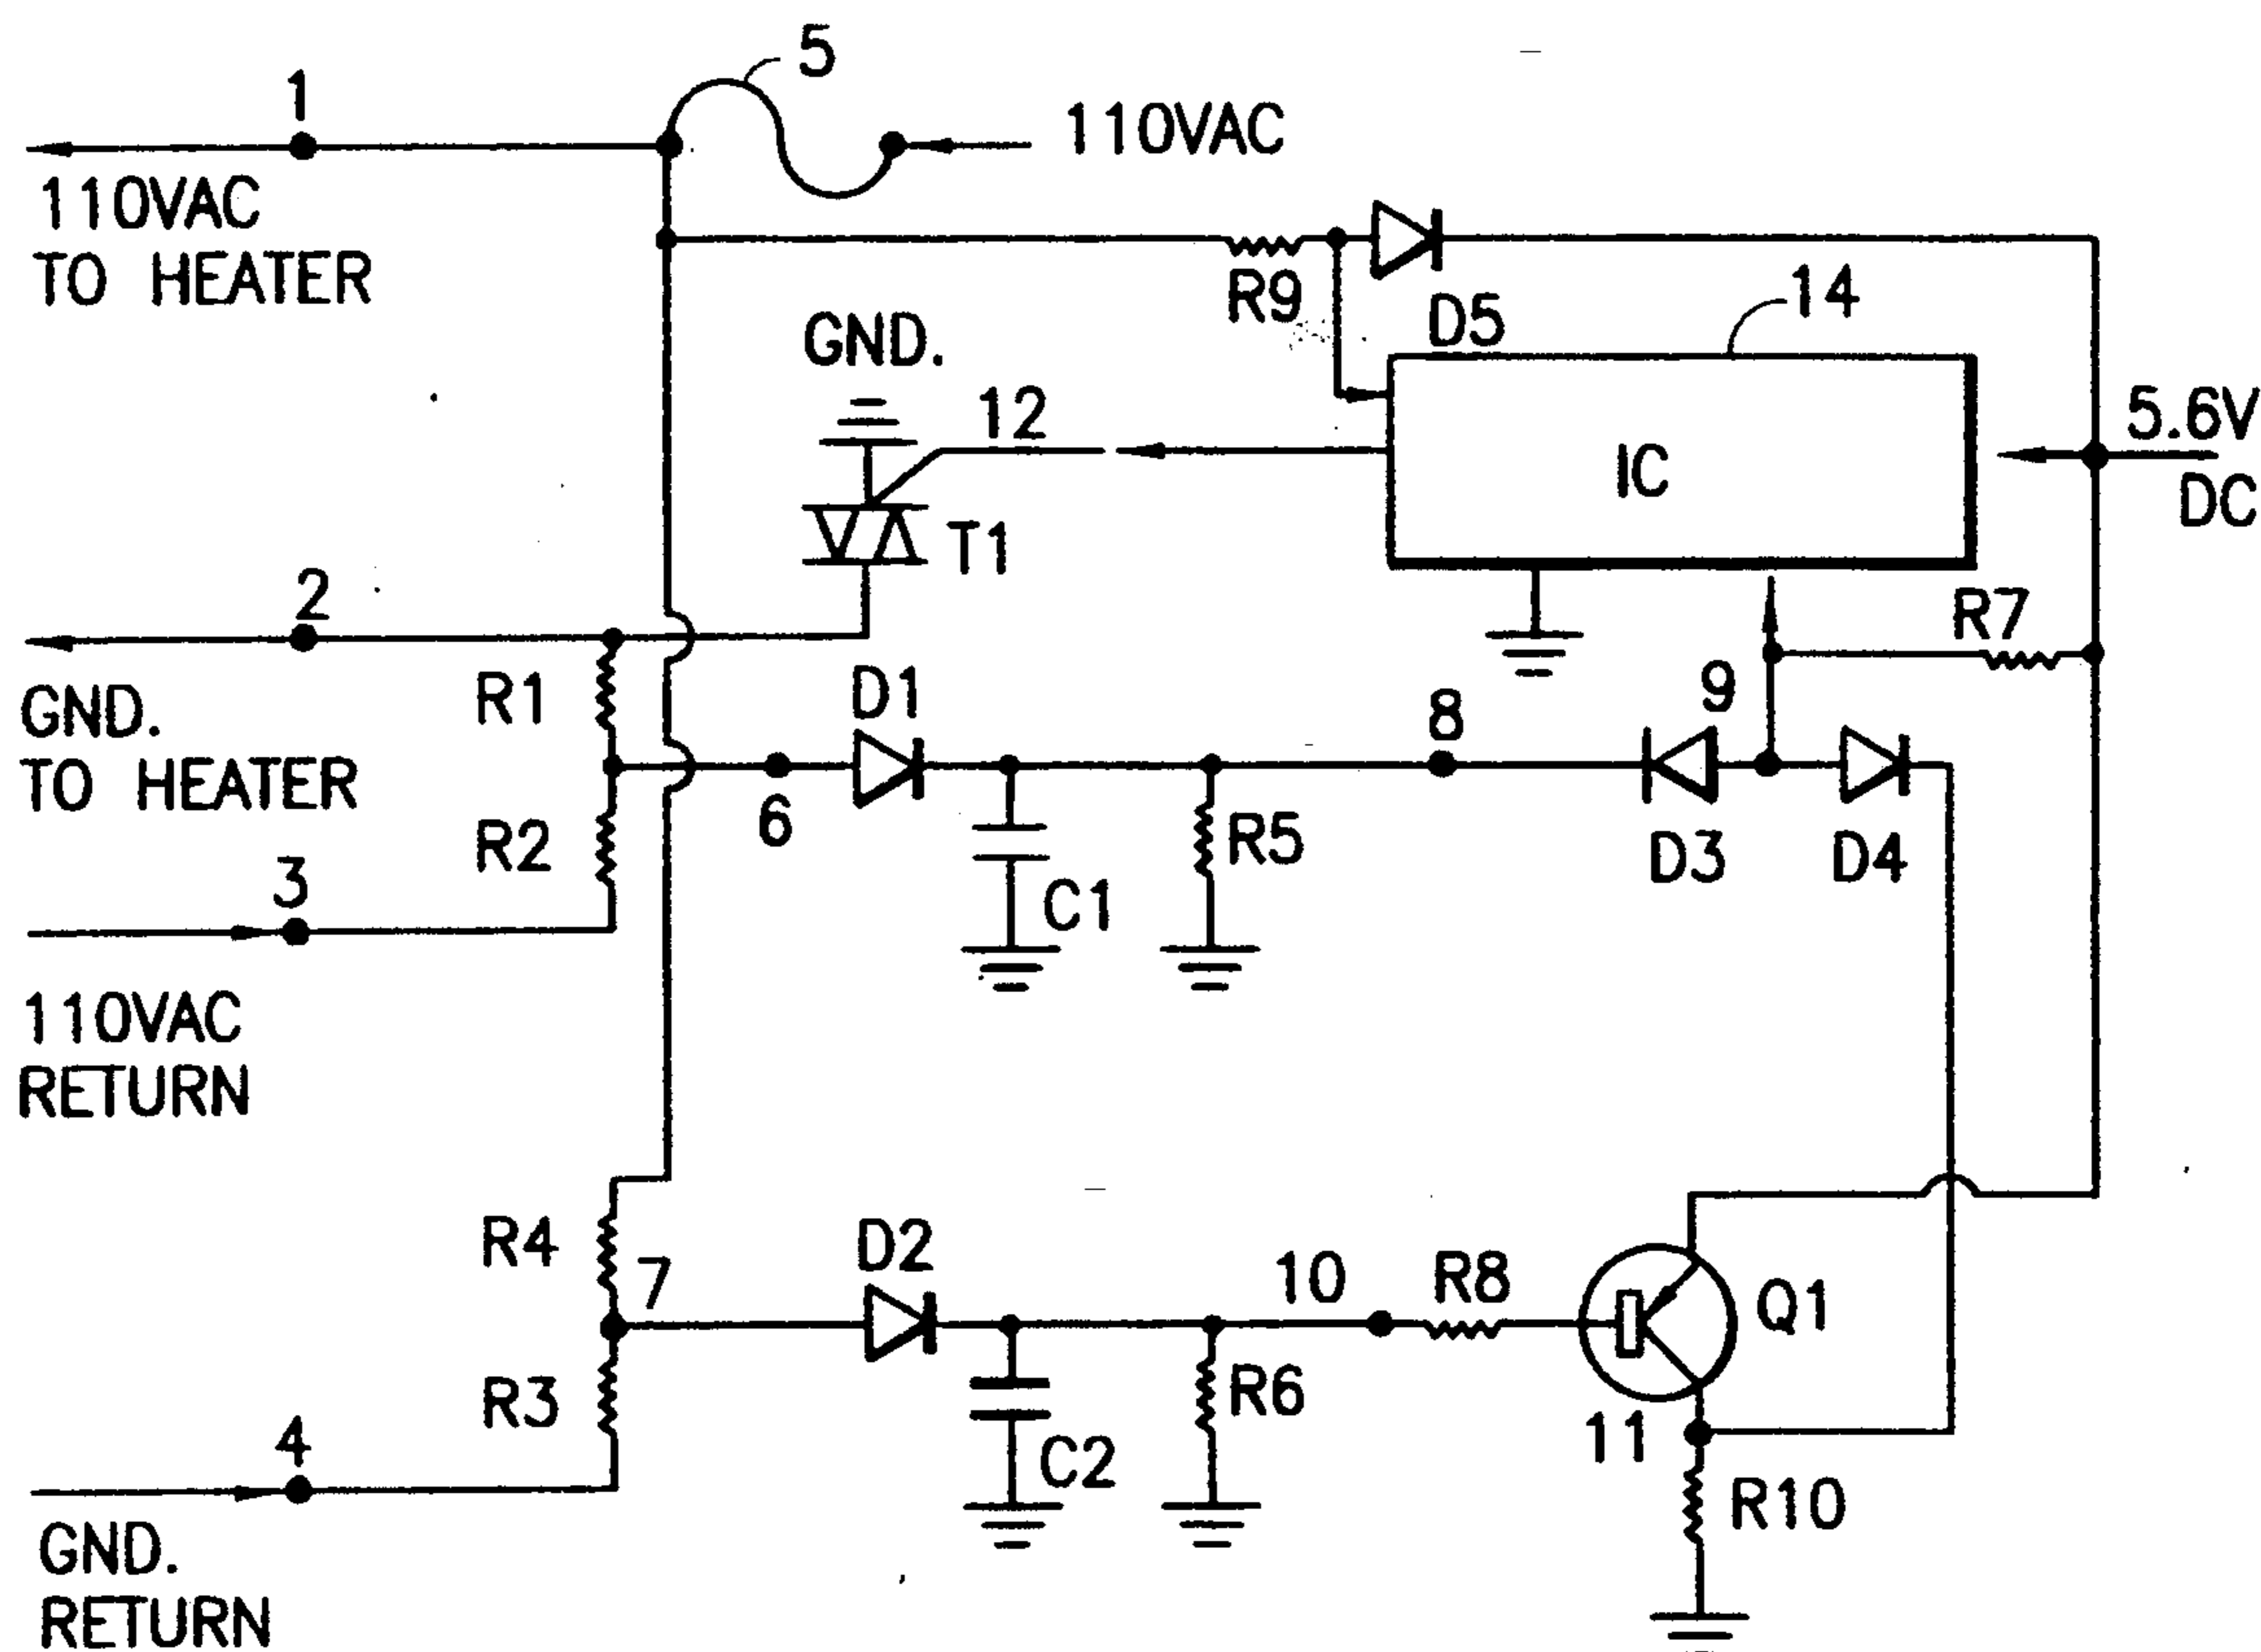 5
1
110VAC
110VAC
TO HEATER
R9
D5
14
GND.
12
IC
5.6V
DC
T1
2
GND.
TO HEATER
R1
D1
R7
8
9
6
R2
R5
D3
D4
C1
3
110VAC
RETURN
R4
7
D2
10
R8
Q1
R3
R6
11
4
C2
R10
GND.
RETURN